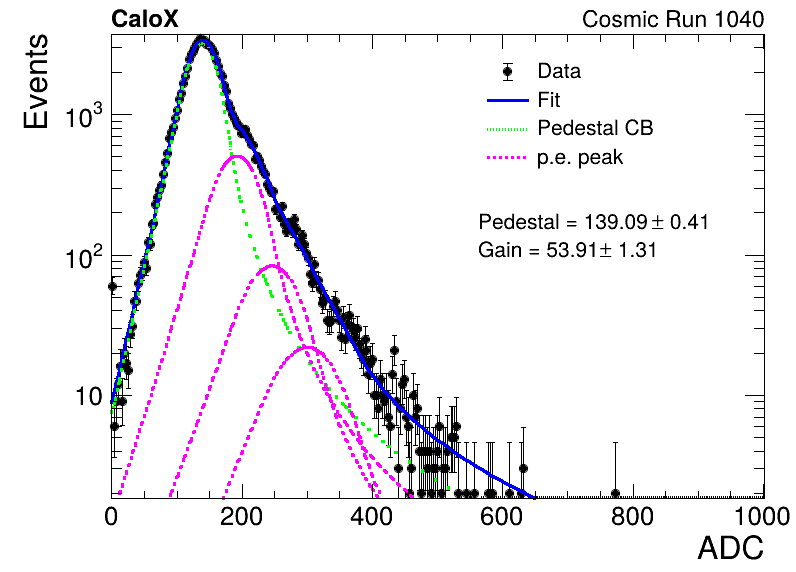 CaloX Cosmic Run 1040
Events
10³
10²
10
Data
Fit
Pedestal CB
p.e. peak
Pedestal = 139.09 ± 0.41
Gain = 53.91 ± 1.31
0 200 400 600 800 1000
ADC